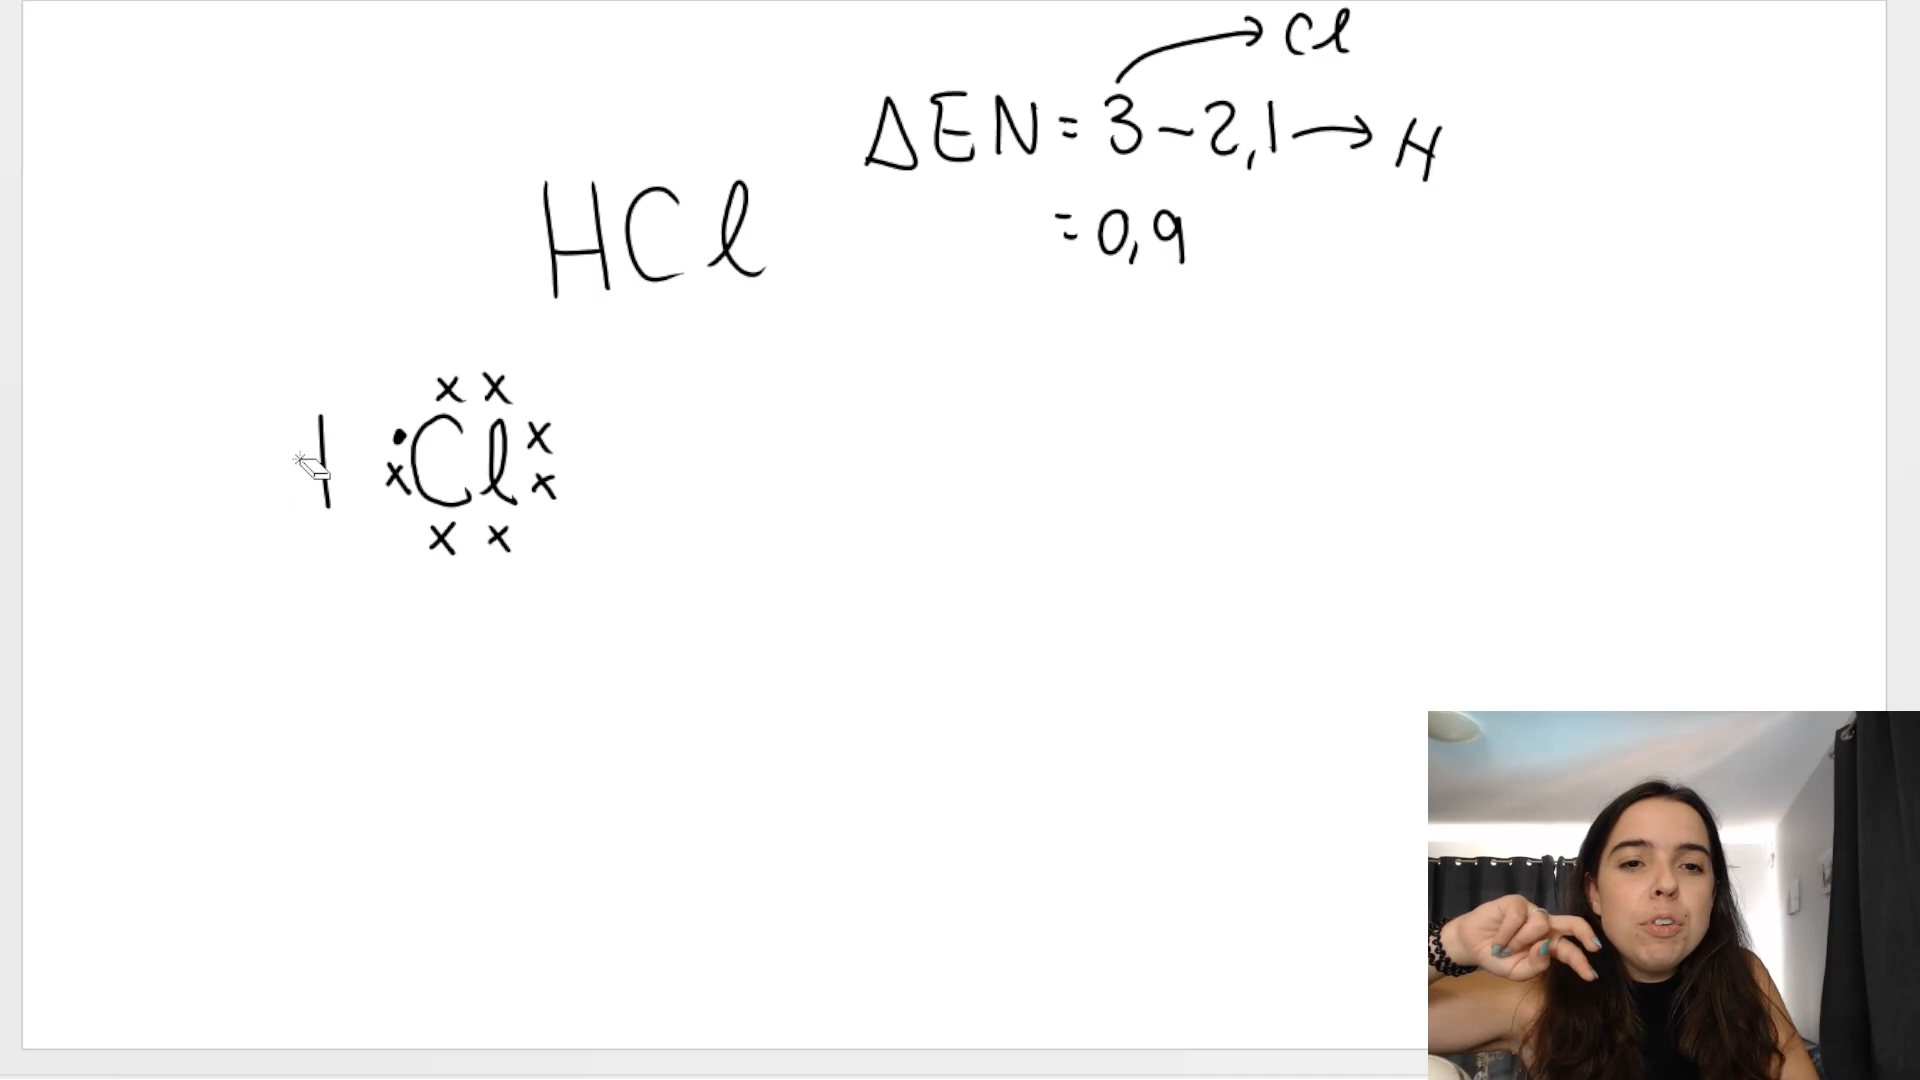 Cl
ΔEN = 3 - 2,1 → H
= 0,9
HCl
x x
• Cl x
x x
x x